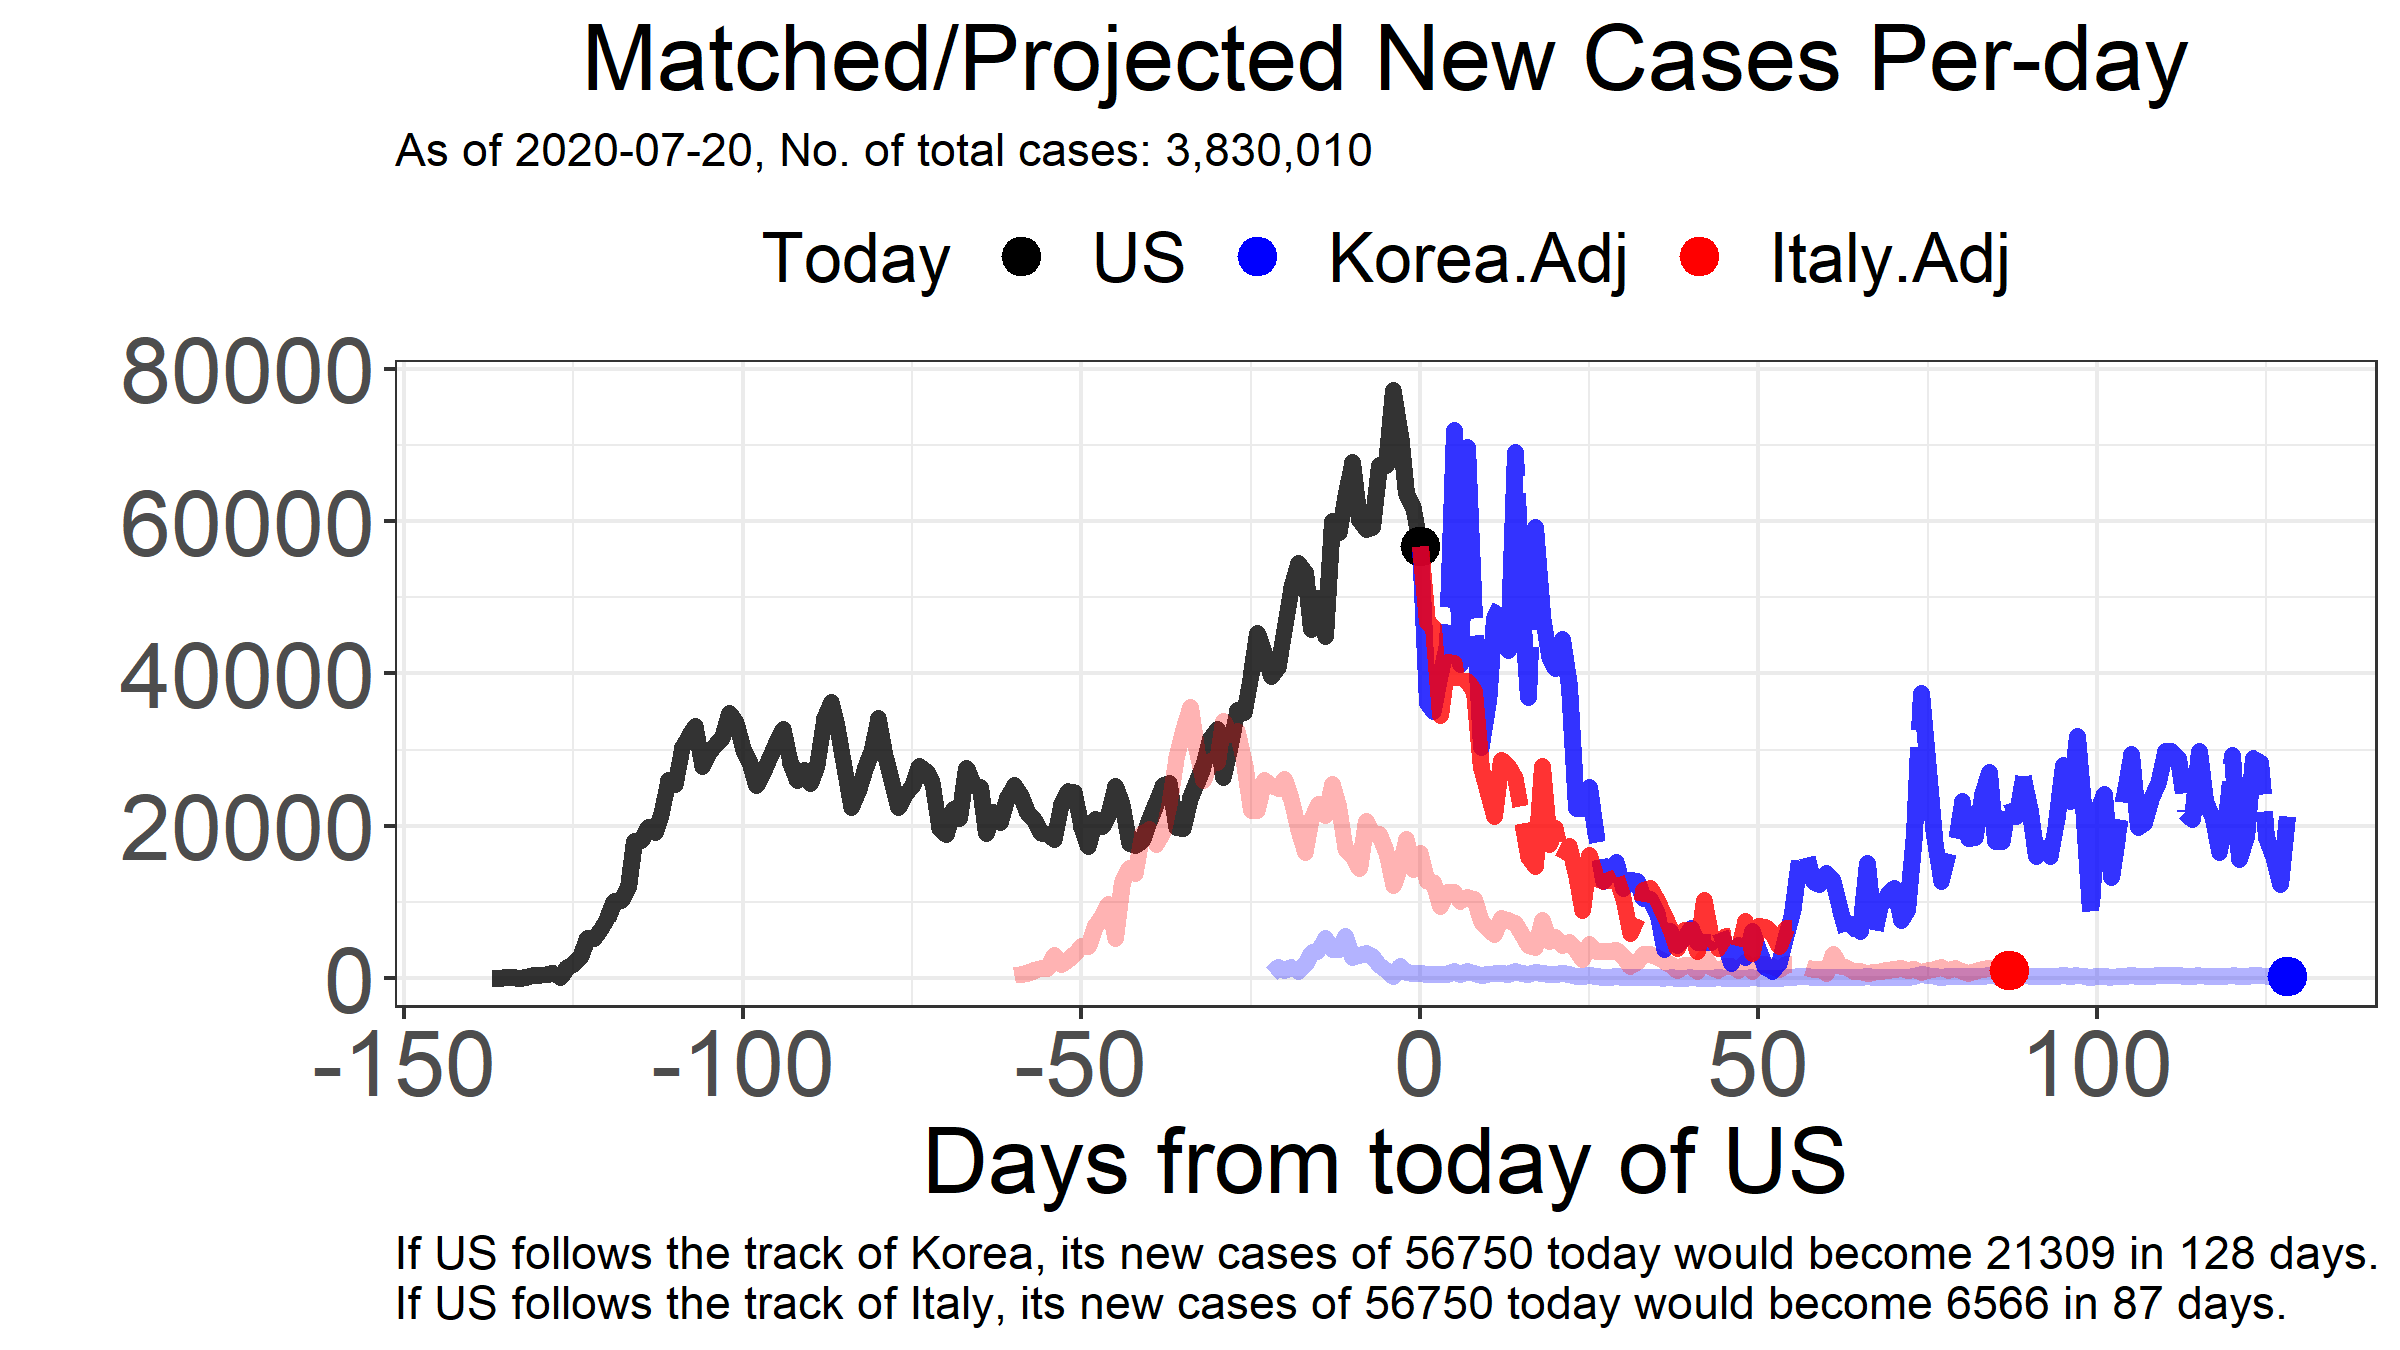 Matched/Projected New Cases Per-day
As of 2020-07-20, No. of total cases: 3,830,010
Today US Korea.Adj Italy.Adj
80000
60000
40000
20000
0
-150 -100 -50 0 50 100
Days from today of US
If US follows the track of Korea, its new cases of 56750 today would become 21309 in 128 days.
If US follows the track of Italy, its new cases of 56750 today would become 6566 in 87 days.